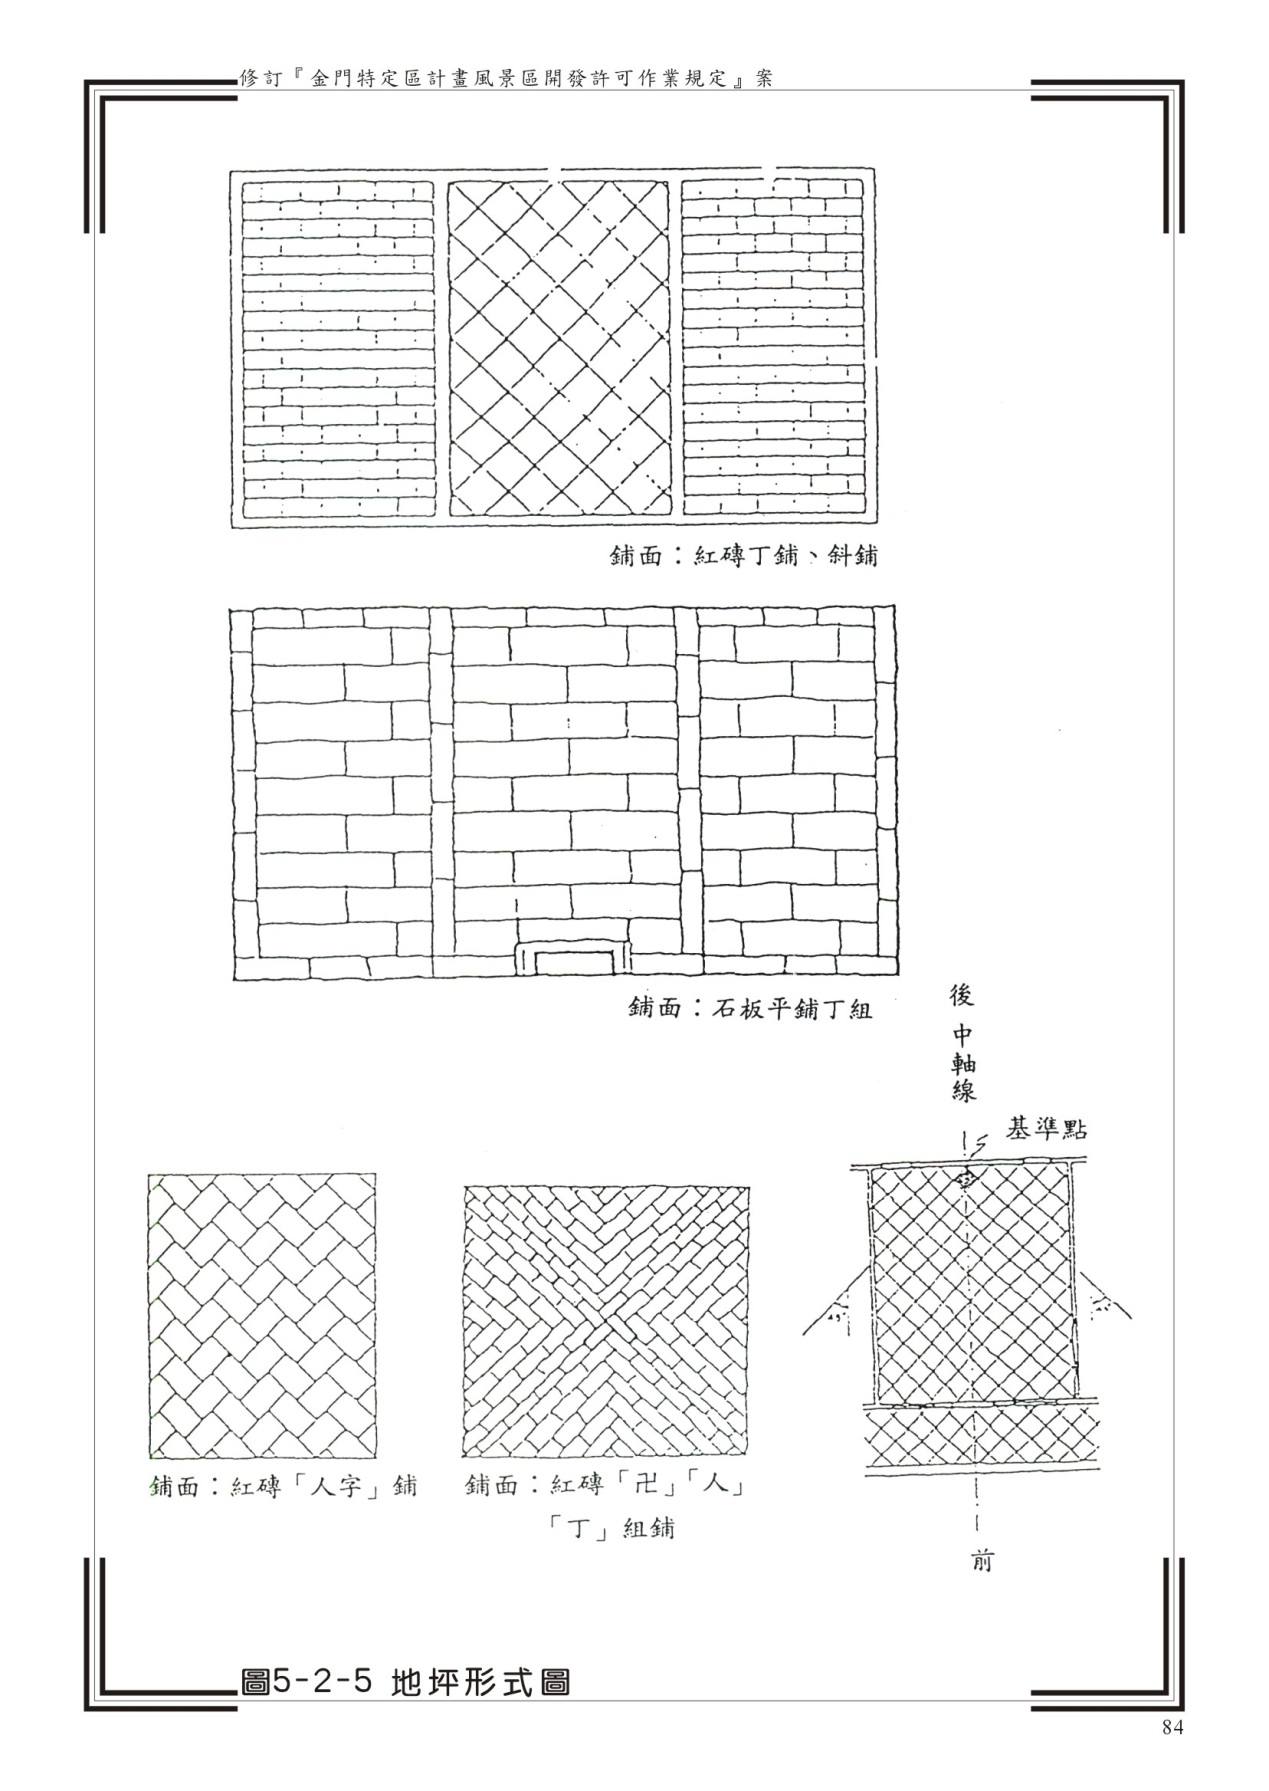 修訂『金門特定區計畫風景區開發許可作業規定』案
鋪面：紅磚丁鋪、斜鋪
鋪面：石板平鋪丁組
後
中軸線
基準點
45°
45°
鋪面：紅磚「人字」鋪
鋪面：紅磚「卍」「人」
「丁」組鋪
前
圖5-2-5 地坪形式圖
84